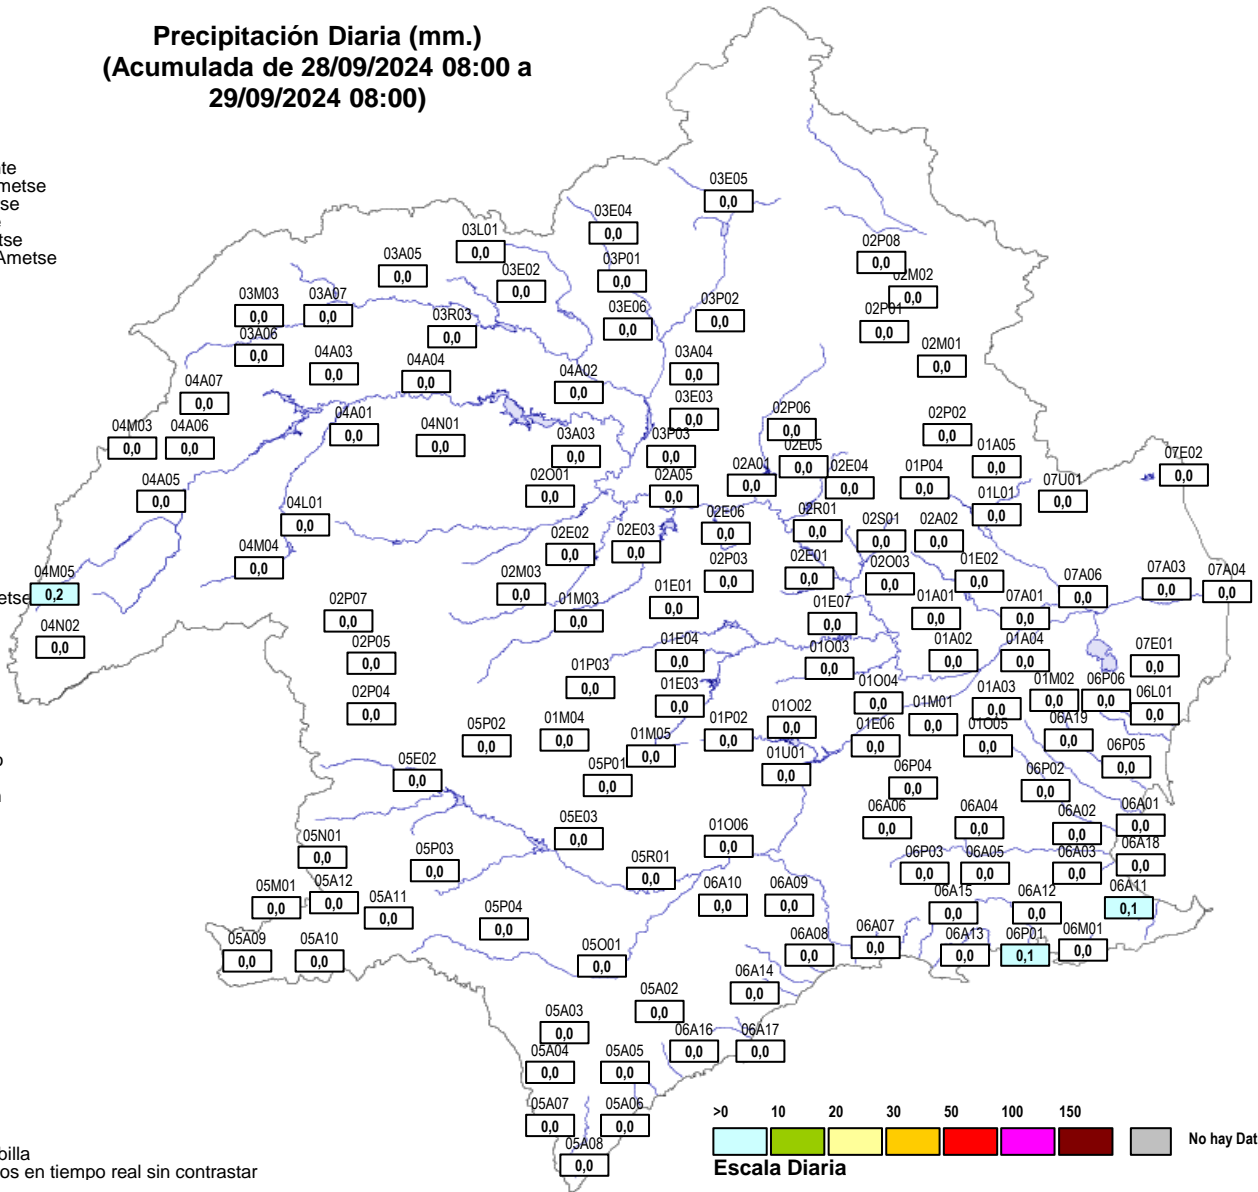 Precipitación Diaria (mm.)
(Acumulada de 28/09/2024 08:00 a
29/09/2024 08:00)
03E05
0,0
03E04
0,0
03L01
0,0
03A05
0,0
03E02
0,0
03P01
0,0
02P08
0,0
02M02
0,0
03M03
0,0
03A07
0,0
03R03
0,0
03E06
0,0
03P02
0,0
02P01
0,0
03A06
0,0
04A03
0,0
04A04
0,0
04A02
0,0
03A04
0,0
02M01
0,0
04A07
0,0
03E03
0,0
04M03
0,0
04A06
0,0
04A01
0,0
04N01
0,0
03A03
0,0
03P03
0,0
02P06
0,0
02E05
0,0
02P02
0,0
01A05
0,0
07E02
0,0
04A05
0,0
02O01
0,0
02A05
0,0
02A01
0,0
02E04
0,0
01P04
0,0
01L01
0,0
07U01
0,0
04L01
0,0
04M04
0,0
02E02
0,0
02E03
0,0
02E06
0,0
02R01
0,0
02S01
0,0
02A02
0,0
04M05
0,2
02M03
0,0
01M03
0,0
01E01
0,0
02P03
0,0
02E01
0,0
02O03
0,0
01E02
0,0
07A06
0,0
07A03
0,0
07A04
0,0
04N02
0,0
02P07
0,0
01E07
0,0
01A01
0,0
07A01
0,0
02P05
0,0
01E04
0,0
01O03
0,0
01A02
0,0
01A04
0,0
07E01
0,0
02P04
0,0
01P03
0,0
01E03
0,0
01O04
0,0
01M02
0,0
06P06
0,0
06L01
0,0
05P02
0,0
01M04
0,0
01M05
0,0
01P02
0,0
01O02
0,0
01E06
0,0
01M01
0,0
01A03
0,0
01O05
0,0
06A19
0,0
06P05
0,0
05E02
0,0
05P01
0,0
01U01
0,0
06P04
0,0
06P02
0,0
05E03
0,0
01O06
0,0
06A06
0,0
06A04
0,0
06A02
0,0
06A01
0,0
05N01
0,0
05P03
0,0
05R01
0,0
06P03
0,0
06A05
0,0
06A03
0,0
06A18
0,0
05M01
0,0
05A12
0,0
05A11
0,0
06A10
0,0
06A09
0,0
06A15
0,0
06A12
0,0
06A11
0,1
05A09
0,0
05A10
0,0
05P04
0,0
05O01
0,0
06A08
0,0
06A07
0,0
06A13
0,0
06P01
0,1
06M01
0,0
05A02
0,0
06A14
0,0
05A03
0,0
06A16
0,0
06A17
0,0
05A04
0,0
05A05
0,0
05A07
0,0
05A06
0,0
05A08
0,0
>0 10 20 30 50 100 150
No hay Dat
Escala Diaria
os en tiempo real sin contrastar